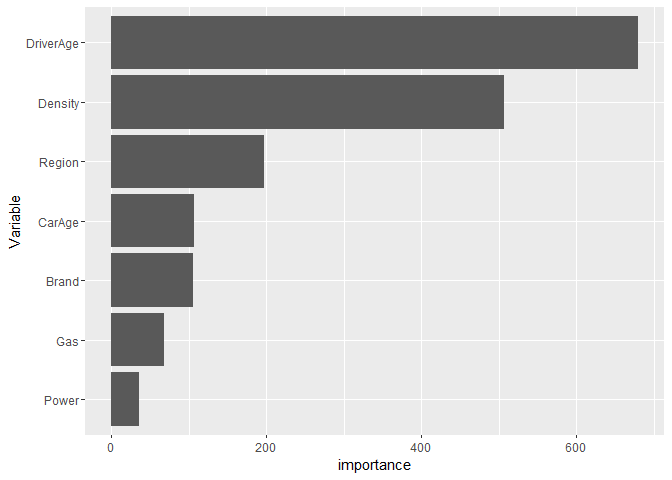 DriverAge
Density
Region
CarAge
Brand
Gas
Power
Variable
0 200 400 600
importance